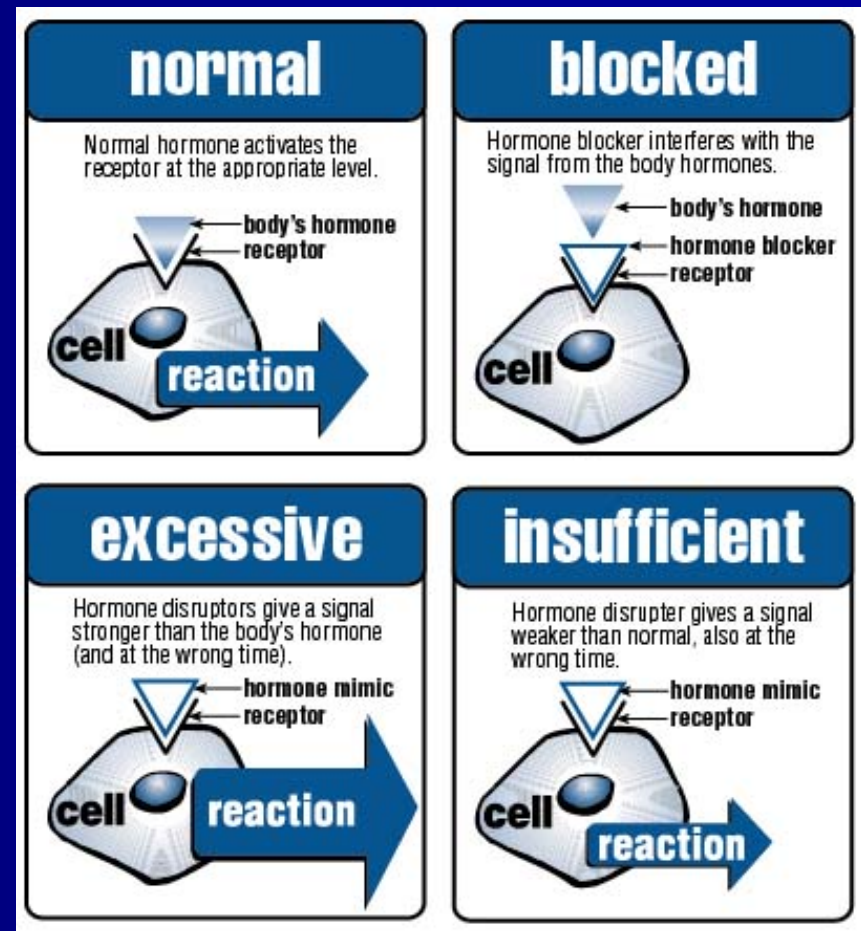 normal
Normal hormone activates the
receptor at the appropriate level.
body's hormone
receptor
cell
reaction
blocked
Hormone blocker interferes with the
signal from the body hormones.
body's hormone
hormone blocker
receptor
cell
excessive
Hormone disruptors give a signal
stronger than the body's hormone
(and at the wrong time).
hormone mimic
receptor
cell
reaction
insufficient
Hormone disrupter gives a signal
weaker than normal, also at the
wrong time.
hormone mimic
receptor
cell
reaction